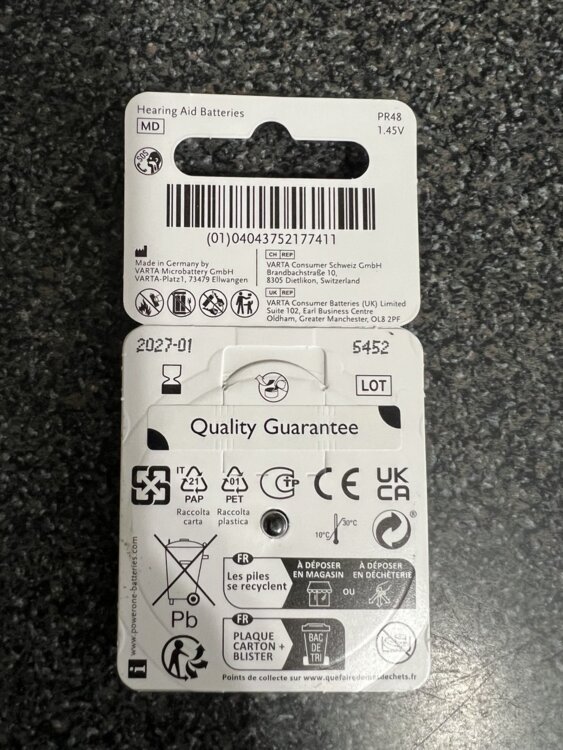 Hearing Aid Batteries
PR48
MD
1.45V
SOS
(01)04043752177411
Made in Germany by
VARTA Microbattery GmbH
VARTA-Platz1, 73479 Ellwangen
CH REP
VARTA Consumer Schweiz GmbH
Brandbachstraße 10,
8305 Dietlikon, Switzerland
UK REP
VARTA Consumer Batteries (UK) Limited
Suite 102, Earl Business Centre
Oldham, Greater Manchester, OL8 2PF
2027-01
5452
LOT
Quality Guarantee
IT
21
PAP
Raccolta
carta
01
PET
Raccolta
plastica
CTP
CE
UK
CA
10°C
30°C
®
www.powerone-batteries.com
Pb
FR
Les piles
se recyclent
À DÉPOSER
EN MAGASIN
OU
À DÉPOSER
EN DÉCHÈTERIE
FR
PLAQUE
CARTON +
BLISTER
BAC
DE
TRI
Points de collecte sur www.quefairedemesdechets.fr